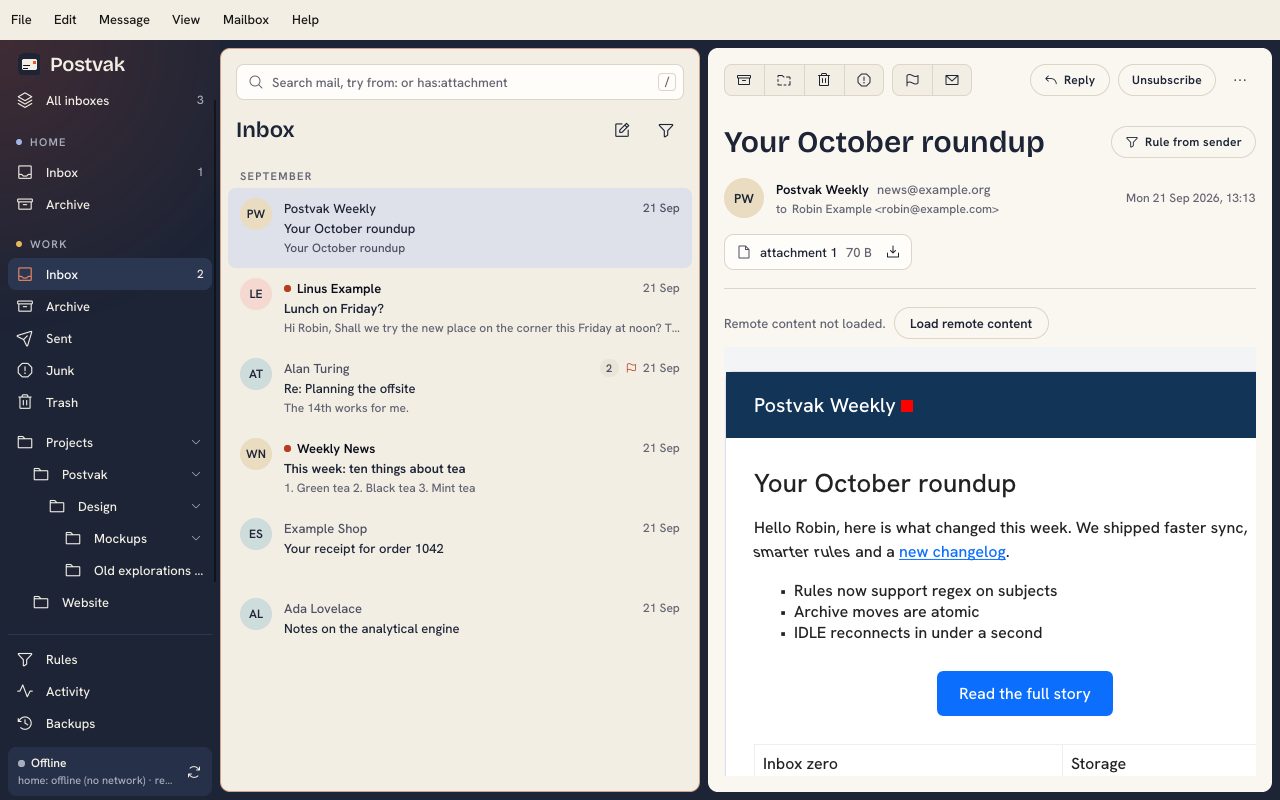 File Edit Message View Mailbox Help
Postvak
All inboxes 3
HOME
Inbox 1
Archive
WORK
Inbox 2
Archive
Sent
Junk
Trash
Projects
Postvak
Design
Mockups
Old explorations ...
Website
Rules
Activity
Backups
Offline
home: offline (no network) · re...
Search mail, try from: or has:attachment /
Inbox
SEPTEMBER
PW Postvak Weekly 21 Sep
Your October roundup
Your October roundup
LE Linus Example 21 Sep
Lunch on Friday?
Hi Robin, Shall we try the new place on the corner this Friday at noon? T...
AT Alan Turing 2 21 Sep
Re: Planning the offsite
The 14th works for me.
WN Weekly News 21 Sep
This week: ten things about tea
1. Green tea 2. Black tea 3. Mint tea
ES Example Shop 21 Sep
Your receipt for order 1042
AL Ada Lovelace 21 Sep
Notes on the analytical engine
Reply Unsubscribe ...
Your October roundup Rule from sender
PW Postvak Weekly news@example.org Mon 21 Sep 2026, 13:13
to Robin Example <robin@example.com>
attachment 1 70 B
Remote content not loaded. Load remote content
Postvak Weekly
Your October roundup
Hello Robin, here is what changed this week. We shipped faster sync,
smarter rules and a new changelog.
▪ Rules now support regex on subjects
▪ Archive moves are atomic
▪ IDLE reconnects in under a second
Read the full story
Inbox zero Storage